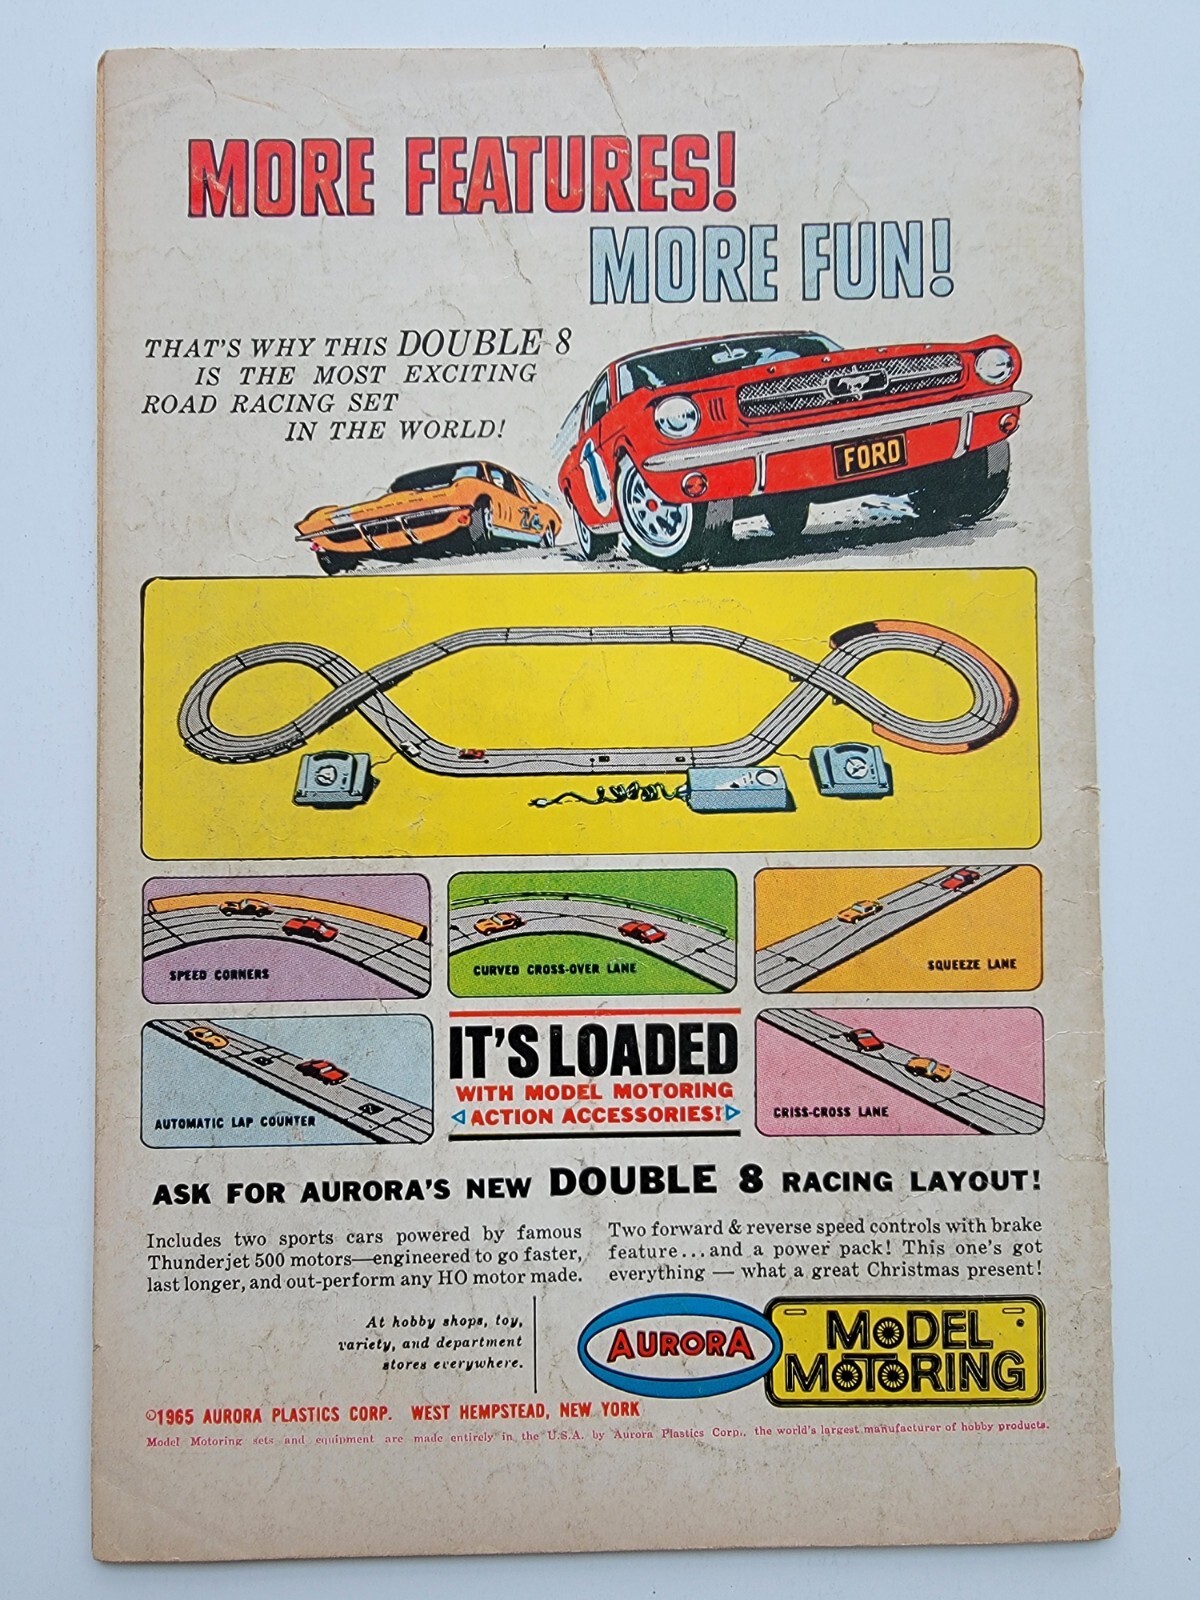 MORE FEATURES!
MORE FUN!
THAT'S WHY THIS DOUBLE 8
IS THE MOST EXCITING
ROAD RACING SET
IN THE WORLD!
FORD
1
SPEED CORNERS
CURVED CROSS-OVER LANE
SQUEEZE LANE
AUTOMATIC LAP COUNTER
IT'S LOADED
WITH MODEL MOTORING
ACTION ACCESSORIES!
CRISS-CROSS LANE
ASK FOR AURORA'S NEW DOUBLE 8 RACING LAYOUT!
Includes two sports cars powered by famous
Thunderjet 500 motors—engineered to go faster,
last longer, and out-perform any HO motor made.
Two forward & reverse speed controls with brake
feature...and a power pack! This one's got
everything — what a great Christmas present!
At hobby shops, toy,
variety, and department
stores everywhere.
AURORA
MODEL
MOTORING
©1965 AURORA PLASTICS CORP. WEST HEMPSTEAD, NEW YORK
Model Motoring sets and equipment are made entirely in the U.S.A. by Aurora Plastics Corp., the world's largest manufacturer of hobby products.